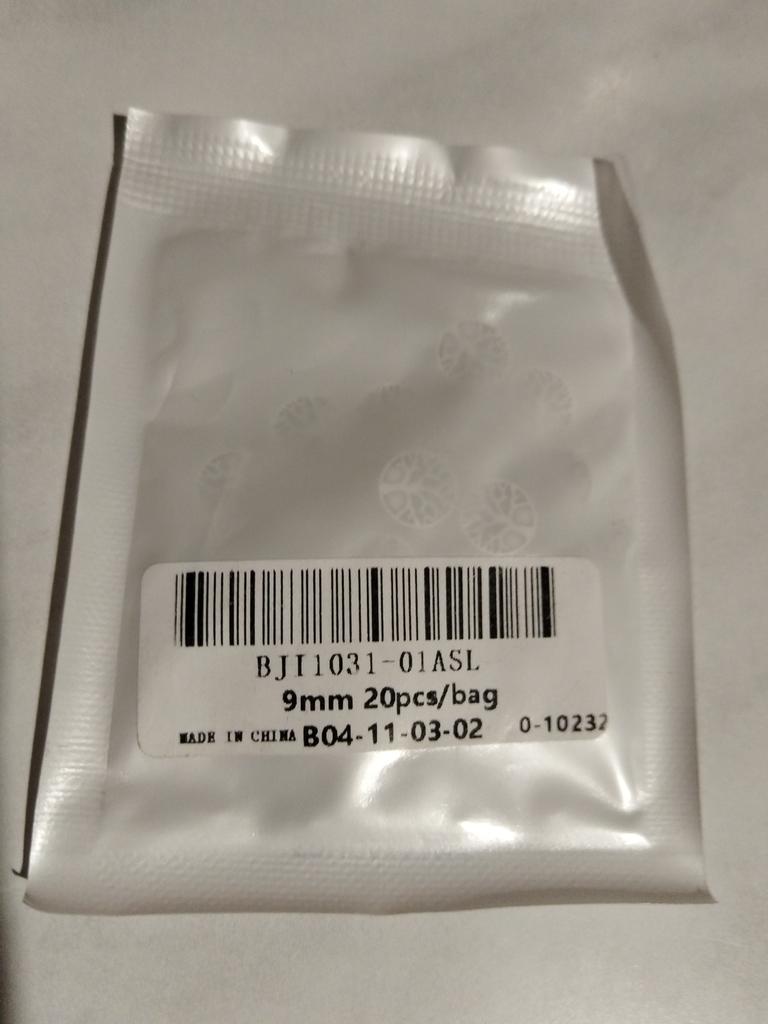 BJI1031-01ASL
9mm 20pcs/bag
MADE IN CHINA B04-11-03-02 0-10232